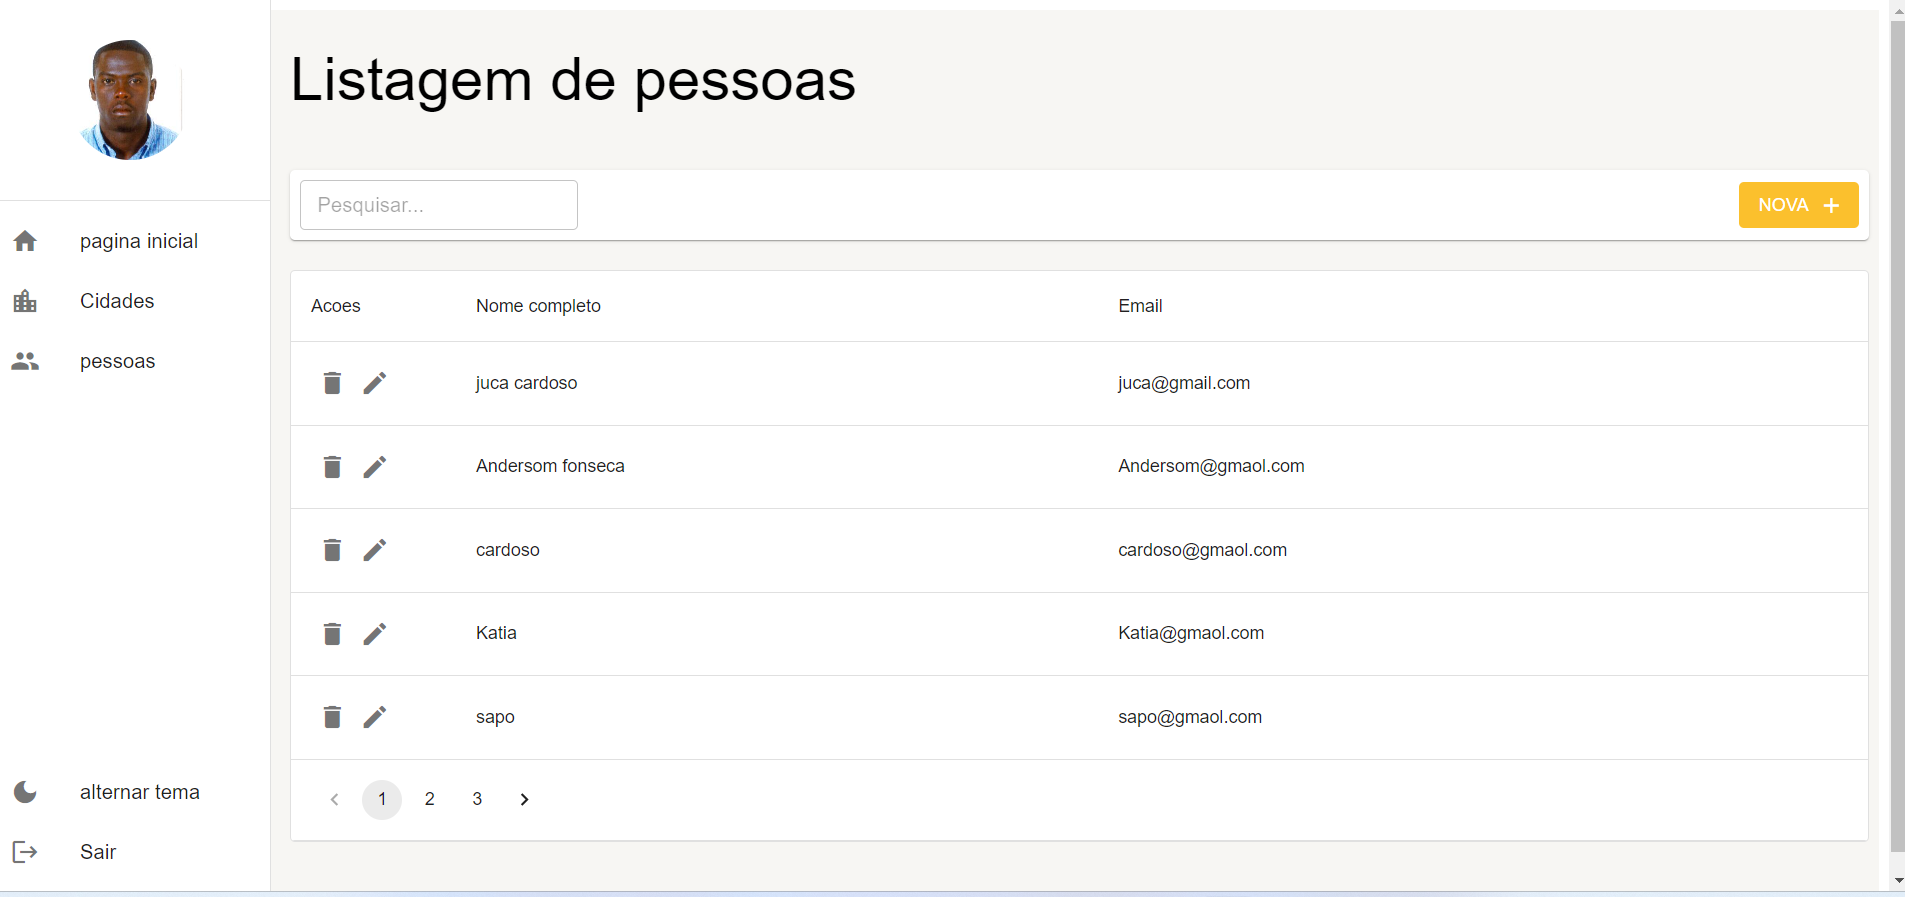 pagina inicial
Cidades
pessoas
alternar tema
Sair
Listagem de pessoas
Pesquisar...
NOVA +
Acoes Nome completo Email
juca cardoso juca@gmail.com
Andersom fonseca Andersom@gmaol.com
cardoso cardoso@gmaol.com
Katia Katia@gmaol.com
sapo sapo@gmaol.com
1 2 3